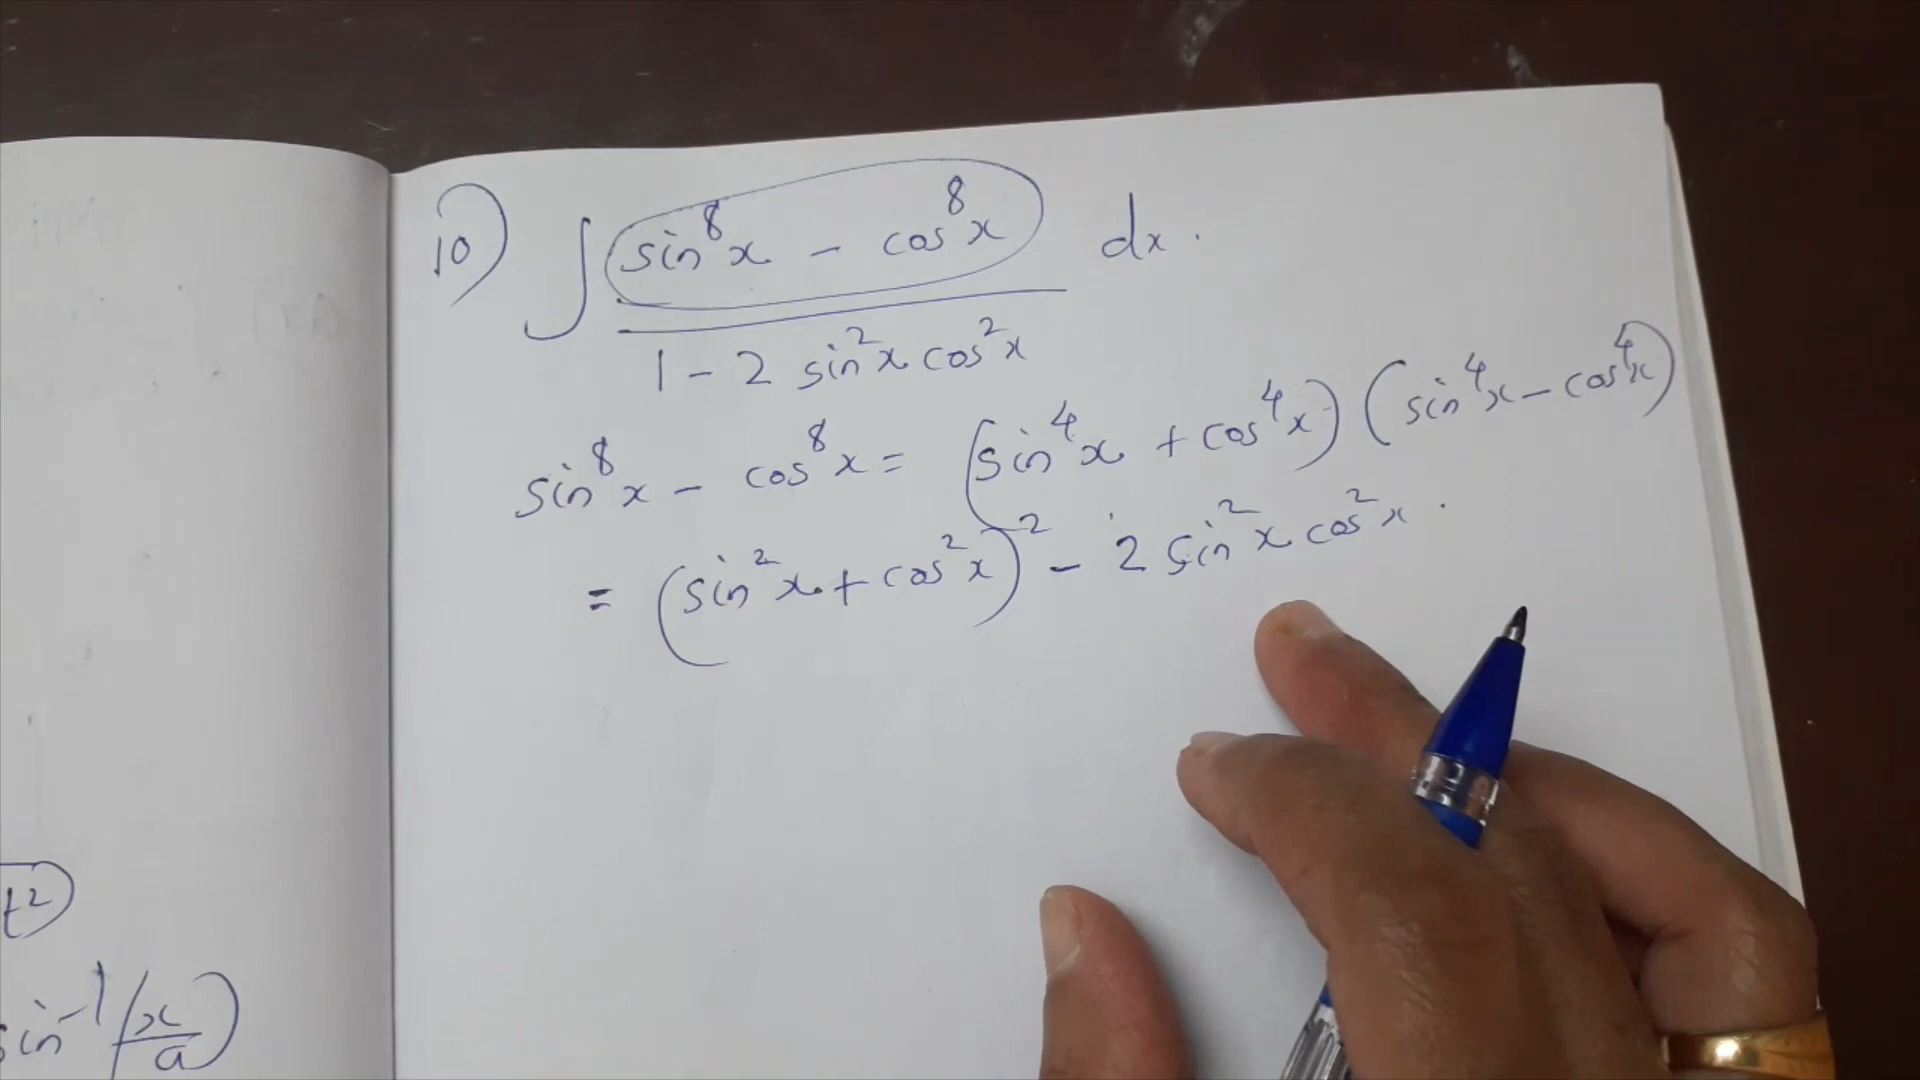 10) ∫ (sin⁸x - cos⁸x) / (1 - 2 sin²x cos²x) dx.
sin⁸x - cos⁸x = (sin⁴x + cos⁴x) (sin⁴x - cos⁴x)
= (sin²x + cos²x)² - 2 sin²x cos²x.
t²)
sin⁻¹(x/a)